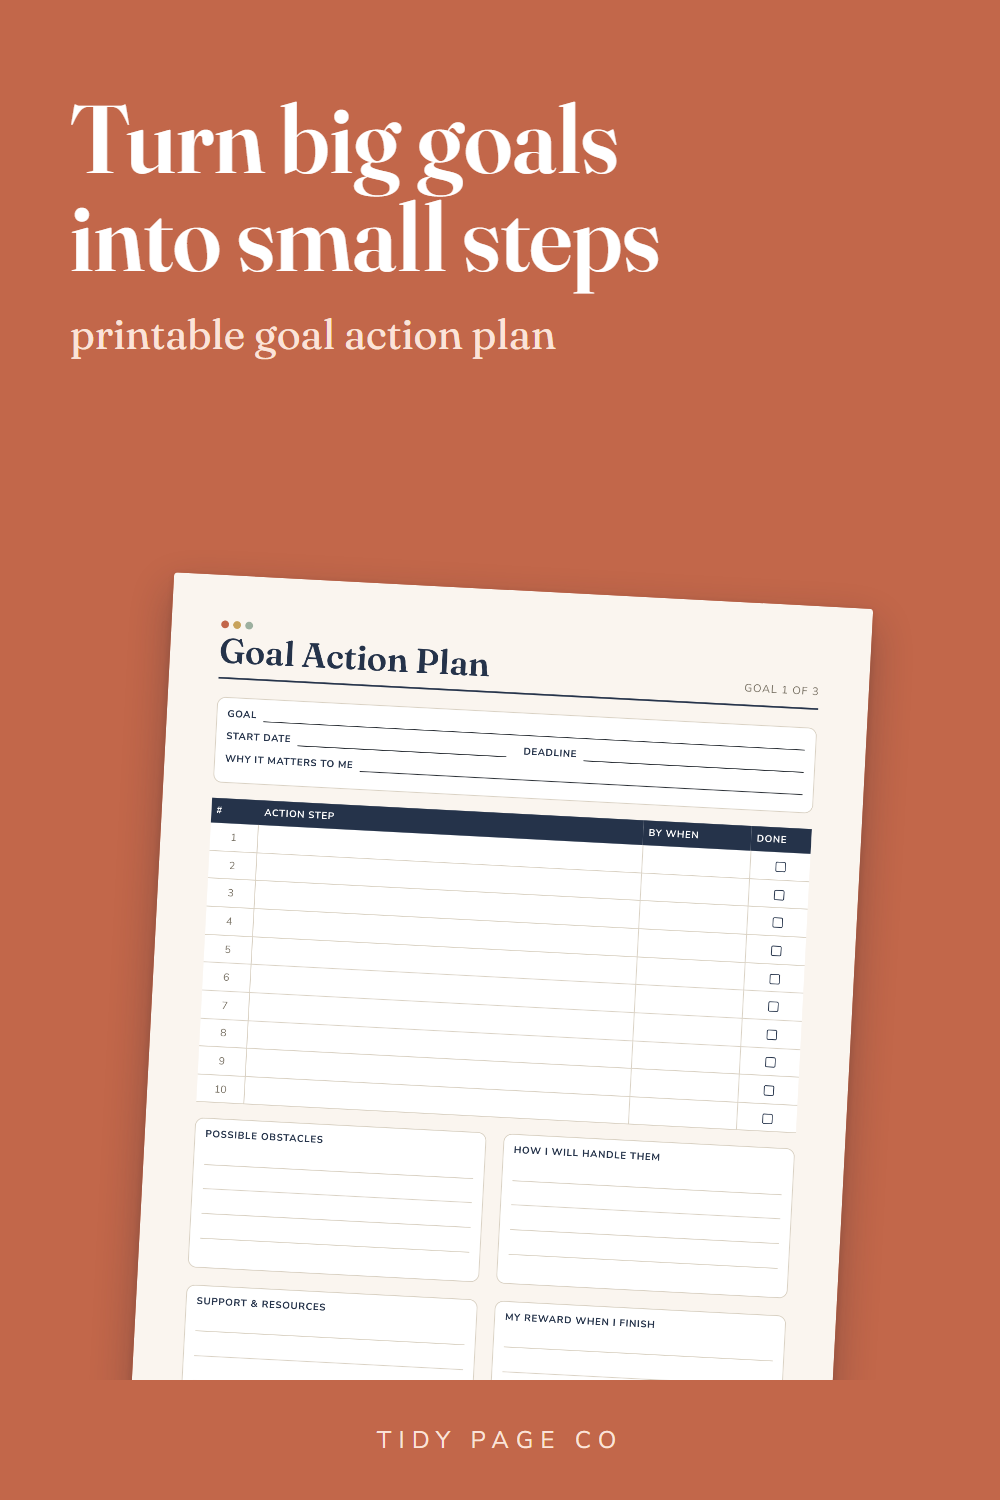 Turn big goals
into small steps
printable goal action plan
Goal Action Plan
GOAL 1 OF 3
GOAL
START DATE DEADLINE
WHY IT MATTERS TO ME
# ACTION STEP BY WHEN DONE
1
2
3
4
5
6
7
8
9
10
POSSIBLE OBSTACLES
HOW I WILL HANDLE THEM
SUPPORT & RESOURCES
MY REWARD WHEN I FINISH
TIDY PAGE CO